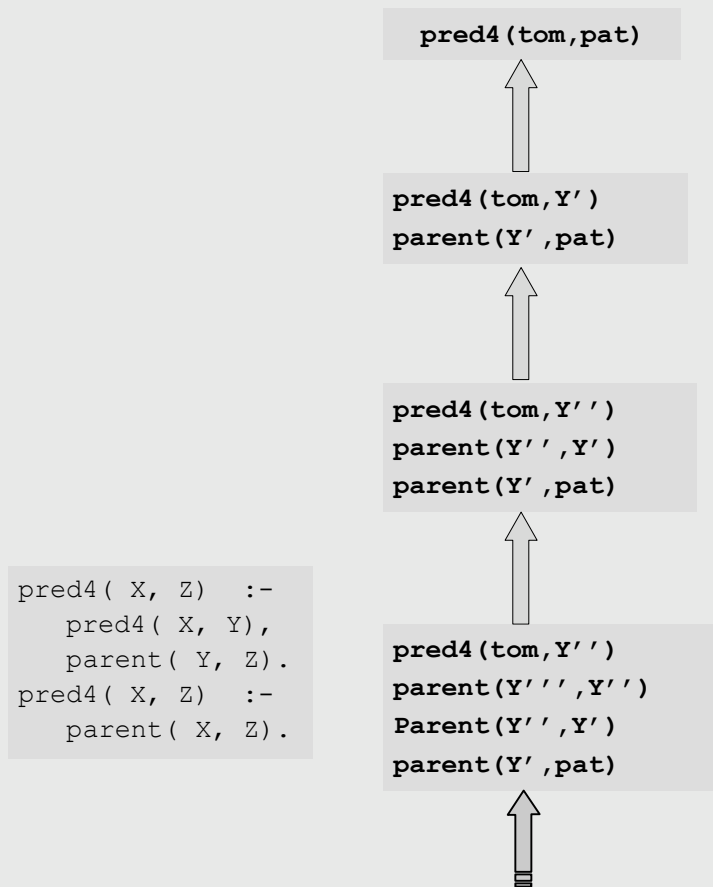 pred4(tom,pat)
pred4(tom,Y’)
parent(Y’,pat)
pred4(tom,Y’’)
parent(Y’’,Y’)
parent(Y’,pat)
pred4( X, Z)  :-
pred4( X, Y),
parent( Y, Z).
pred4( X, Z)  :-
parent( X, Z).
pred4(tom,Y’’)
parent(Y’’’,Y’’)
Parent(Y’’,Y’)
parent(Y’,pat)